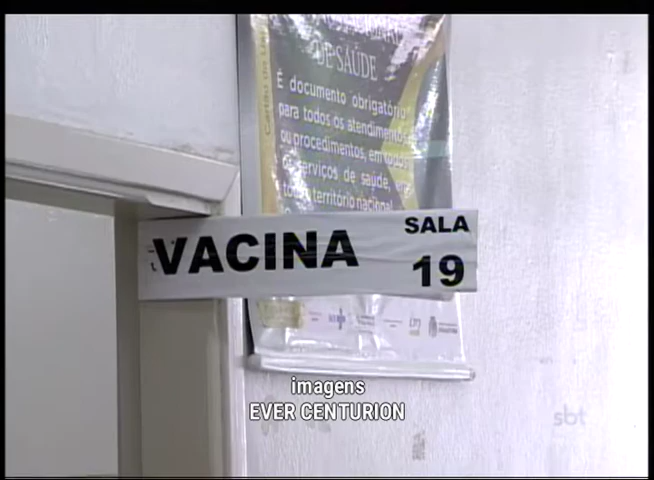 DE SAÚDE
É documento obrigatório
para todos os atendimentos
ou procedimentos, em todos
serviços de saúde, em
território nacional.
VACINA
SALA
19
imagens
EVER CENTURION
sbt